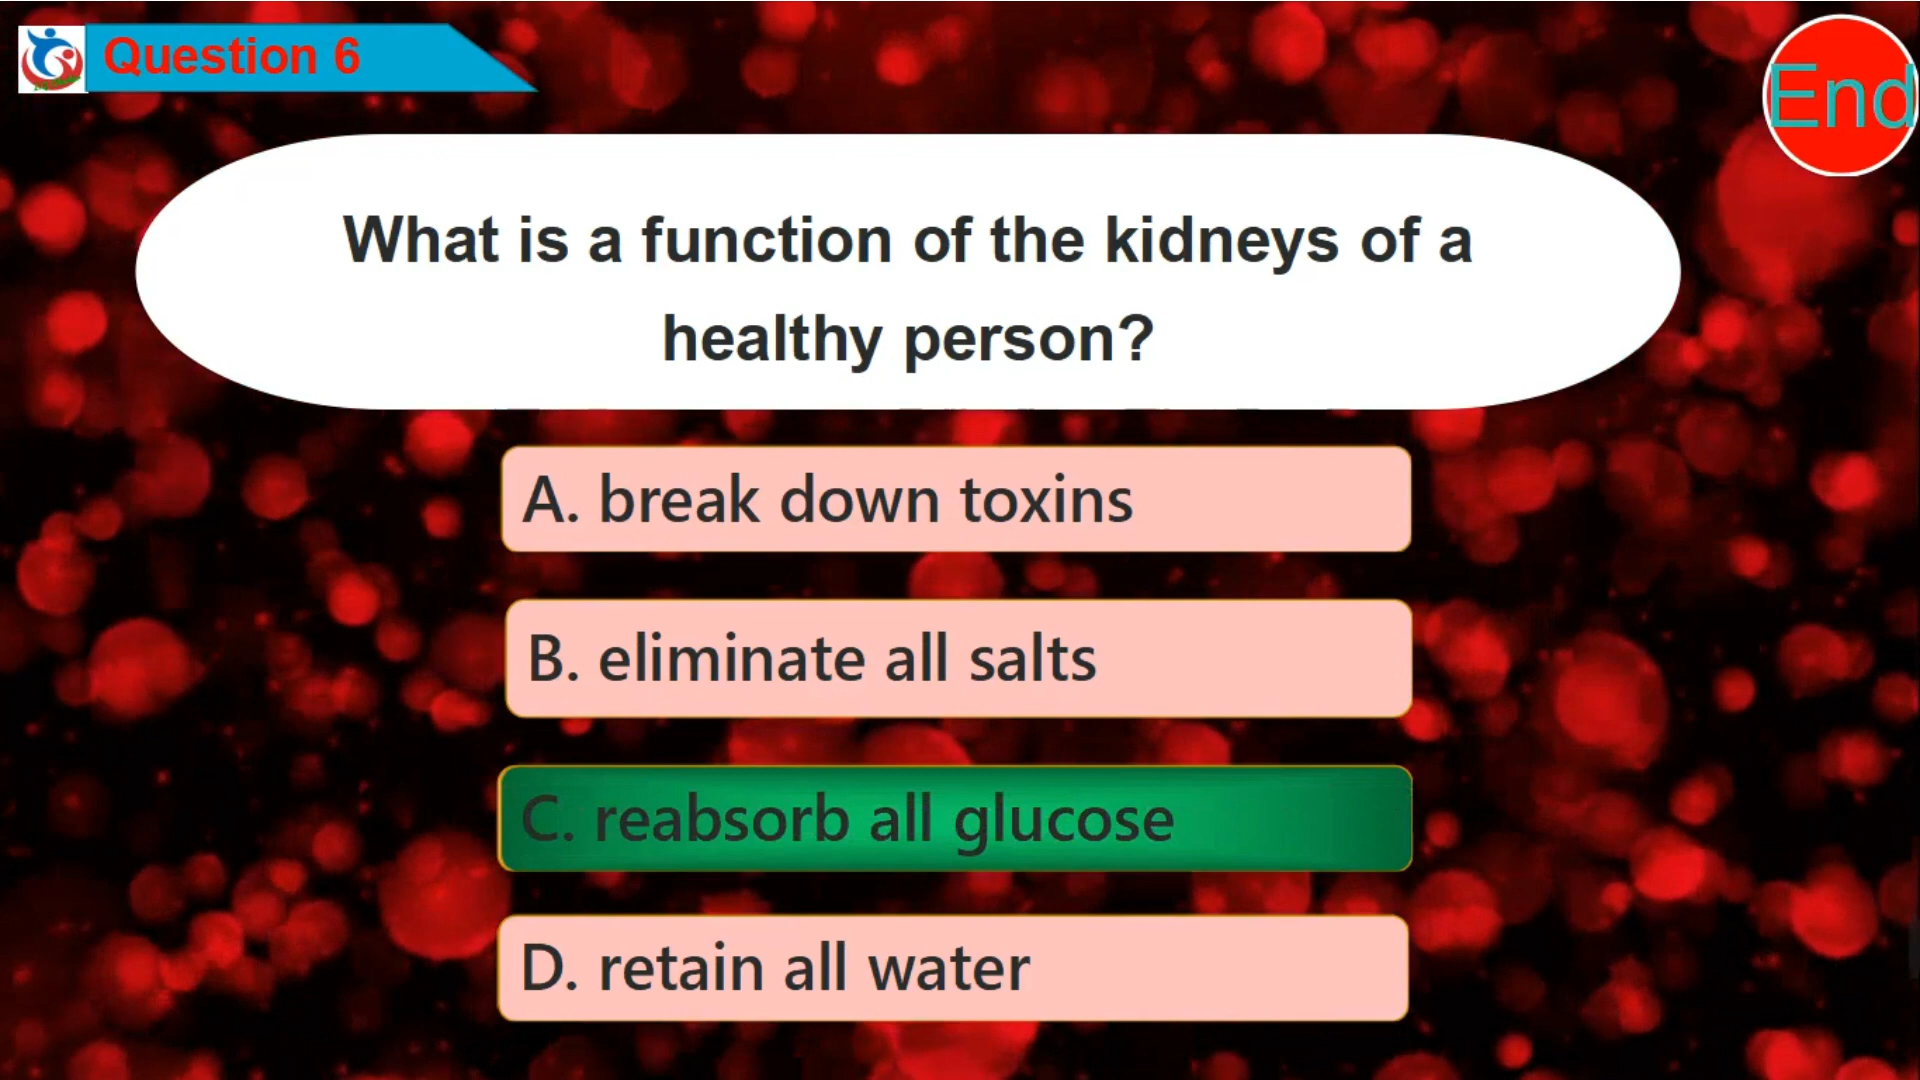 Question 6
End
What is a function of the kidneys of a
healthy person?
A. break down toxins
B. eliminate all salts
C. reabsorb all glucose
D. retain all water